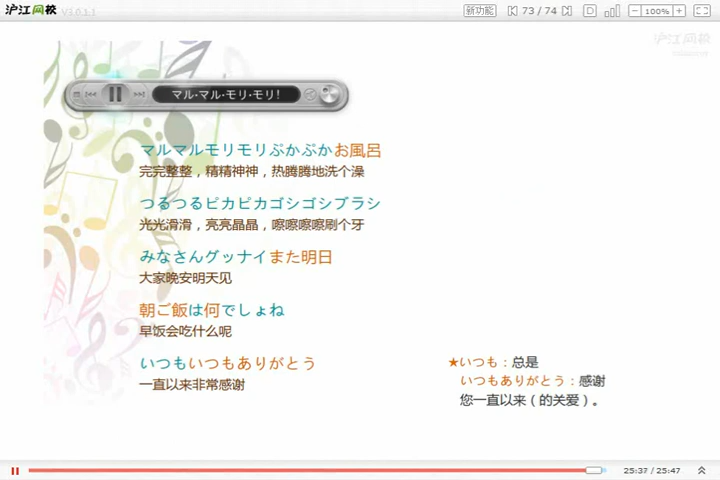 沪江网校 V1.0.1.1
新功能 73 / 74 D 100%
沪江网校
マル·マル·モリ·モリ!
マルマルモリモリぷかぷかお風呂
完完整整，精精神神，热腾腾地洗个澡
つるつるピカピカゴシゴシブラシ
光光滑滑，亮亮晶晶，嚓嚓嚓嚓刷个牙
みなさんグッナイまた明日
大家晚安明天见
朝ご飯は何でしょね
早饭会吃什么呢
いつもいつもありがとう
一直以来非常感谢
★いつも：总是
いつもありがとう：感谢
您一直以来（的关爱）。
25:37 / 25:47